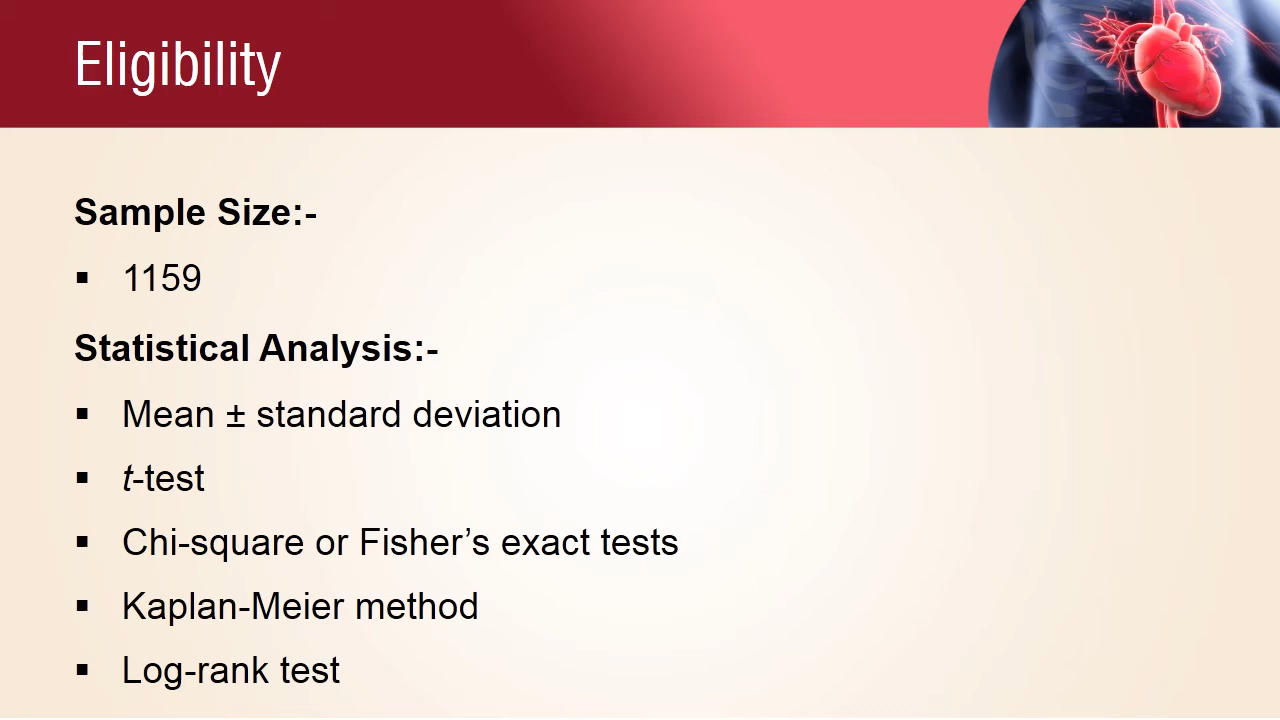 Eligibility
Sample Size:-
▪ 1159
Statistical Analysis:-
▪ Mean ± standard deviation
▪ t-test
▪ Chi-square or Fisher’s exact tests
▪ Kaplan-Meier method
▪ Log-rank test